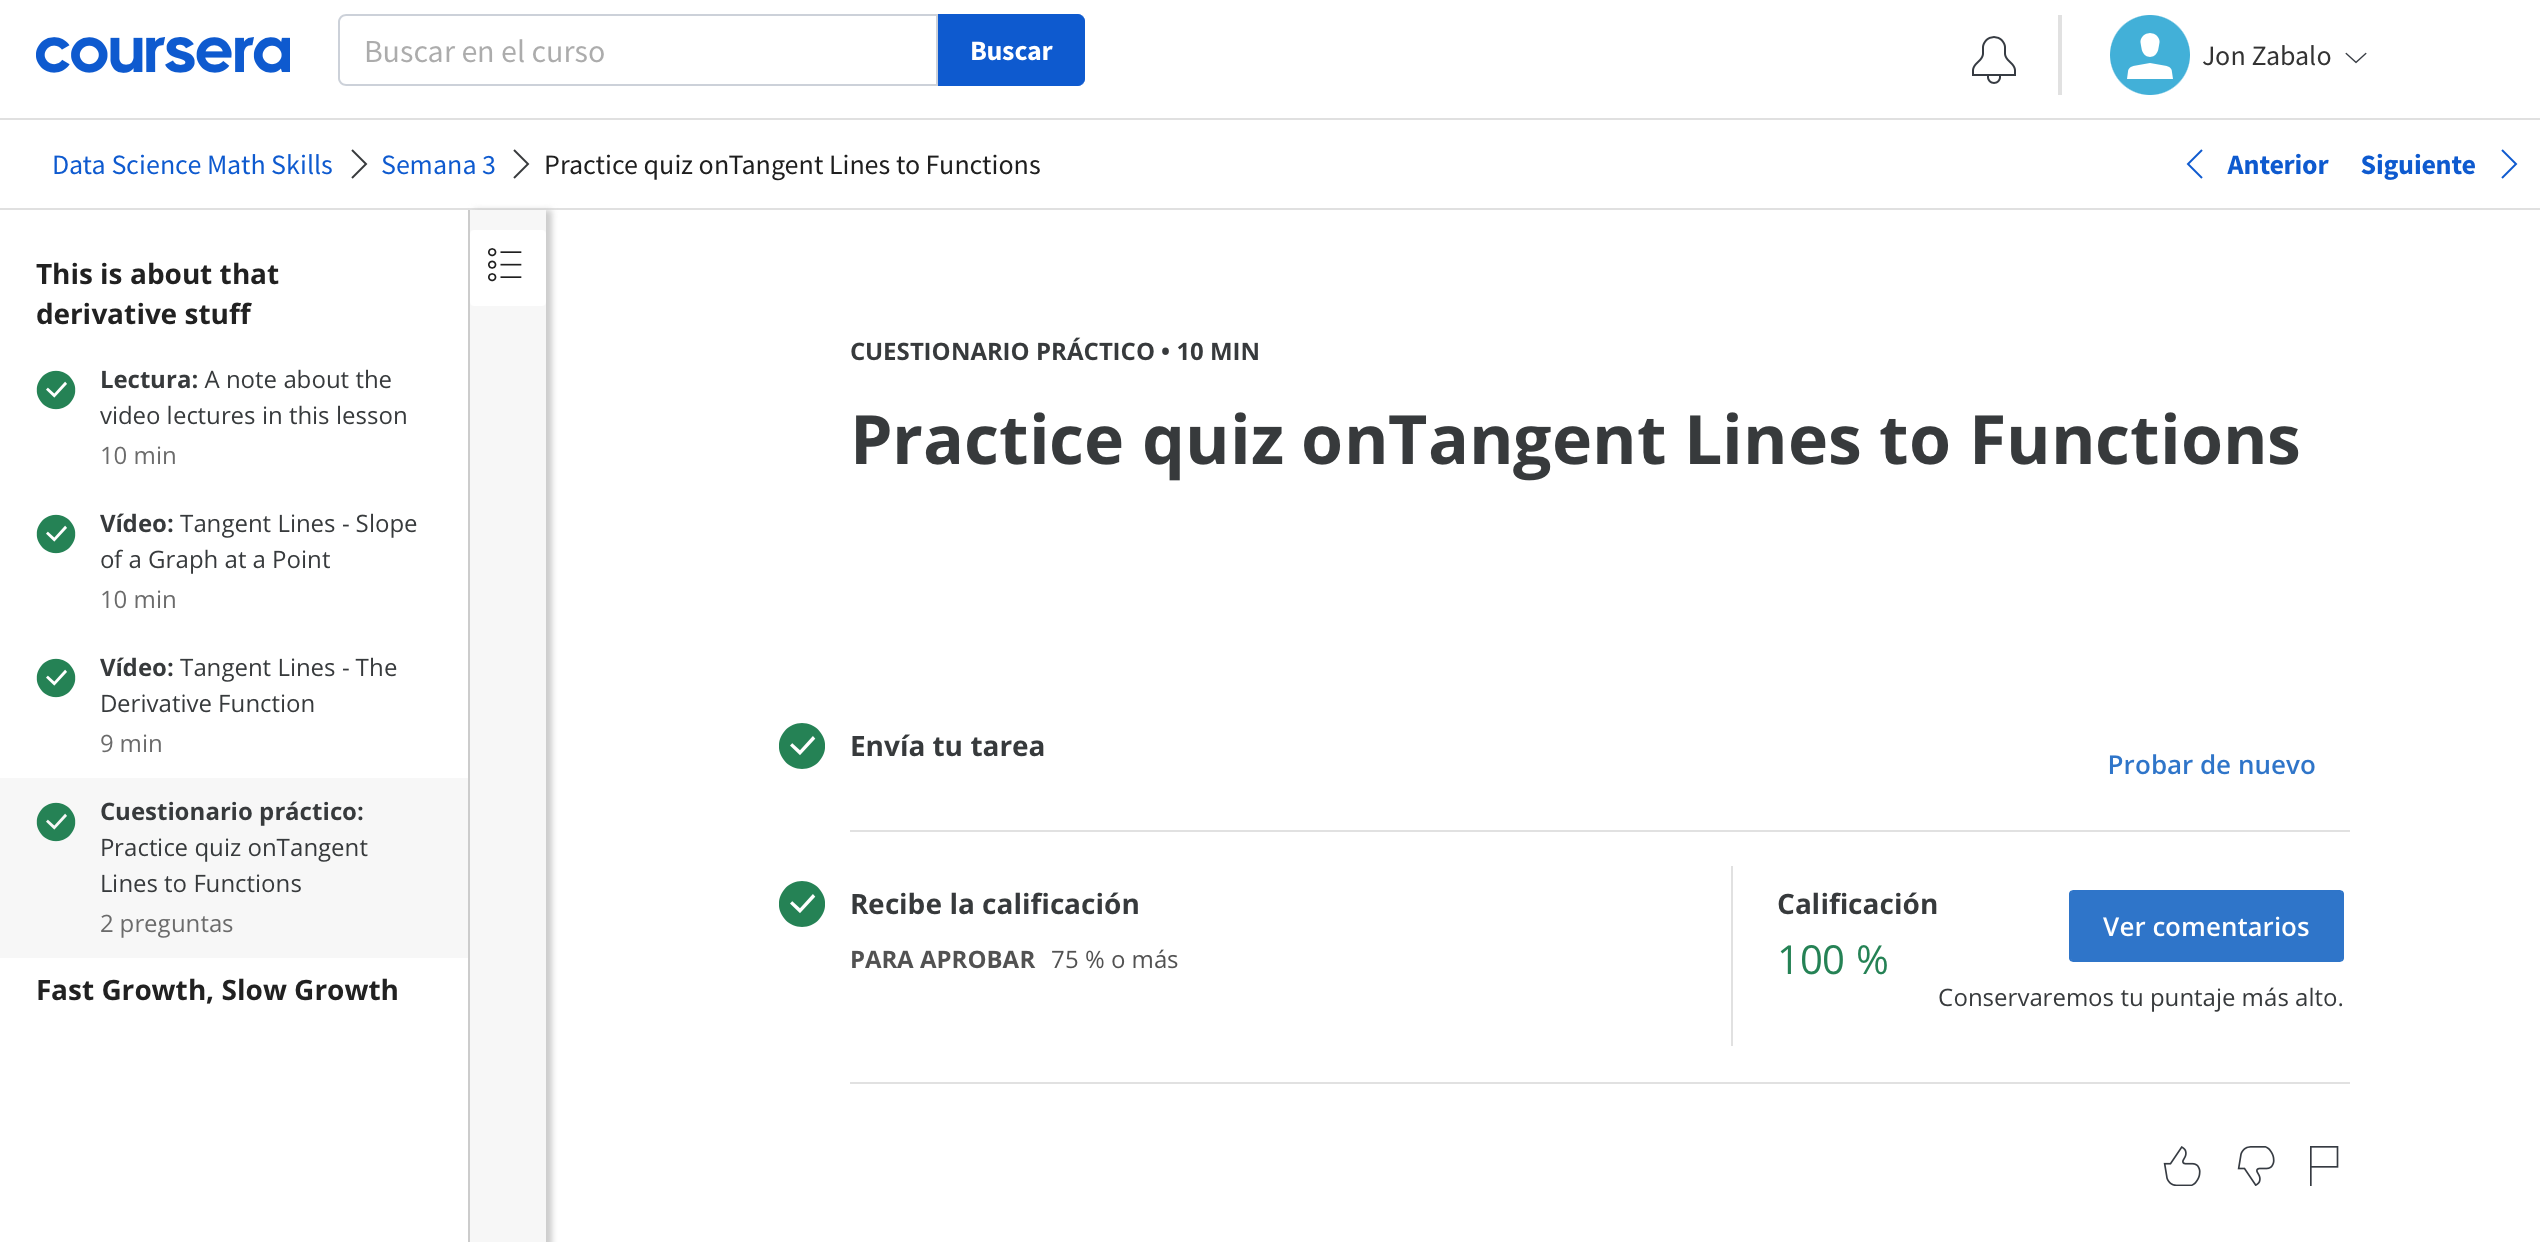 coursera
Buscar en el curso
Buscar
Jon Zabalo
Data Science Math Skills
Semana 3
Practice quiz onTangent Lines to Functions
Anterior
Siguiente
This is about that
derivative stuff
Lectura: A note about the
video lectures in this lesson
10 min
Vídeo: Tangent Lines - Slope
of a Graph at a Point
10 min
Vídeo: Tangent Lines - The
Derivative Function
9 min
Cuestionario práctico:
Practice quiz onTangent
Lines to Functions
2 preguntas
Fast Growth, Slow Growth
CUESTIONARIO PRÁCTICO • 10 MIN
Practice quiz onTangent Lines to Functions
Envía tu tarea
Probar de nuevo
Recibe la calificación
PARA APROBAR 75 % o más
Calificación
100 %
Ver comentarios
Conservaremos tu puntaje más alto.